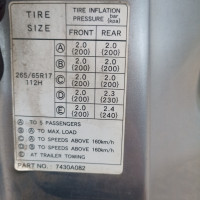 TIRE SIZE
TIRE INFLATION PRESSURE bar (kPa)
FRONT REAR
265/65R17 112H
A 2.0 (200) 2.0 (200)
B 2.0 (200) 2.0 (200)
C 2.0 (200) 2.0 (200)
D 2.0 (200) 2.3 (230)
E 2.0 (200) 2.4 (240)
A TO 5 PASSENGERS
B TO MAX LOAD
C TO SPEEDS ABOVE 160km/h
D TO SPEEDS ABOVE 160km/h
E AT TRAILER TOWING
PART NO. 7430A082